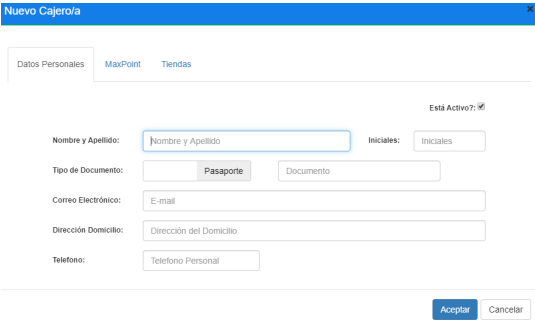 Nuevo Cajero/a x
Datos Personales MaxPoint Tiendas
Está Activo?:
Nombre y Apellido: Nombre y Apellido Iniciales: Iniciales
Tipo de Documento: Pasaporte Documento
Correo Electrónico: E-mail
Dirección Domicilio: Dirección del Domicilio
Telefono: Telefono Personal
Aceptar Cancelar